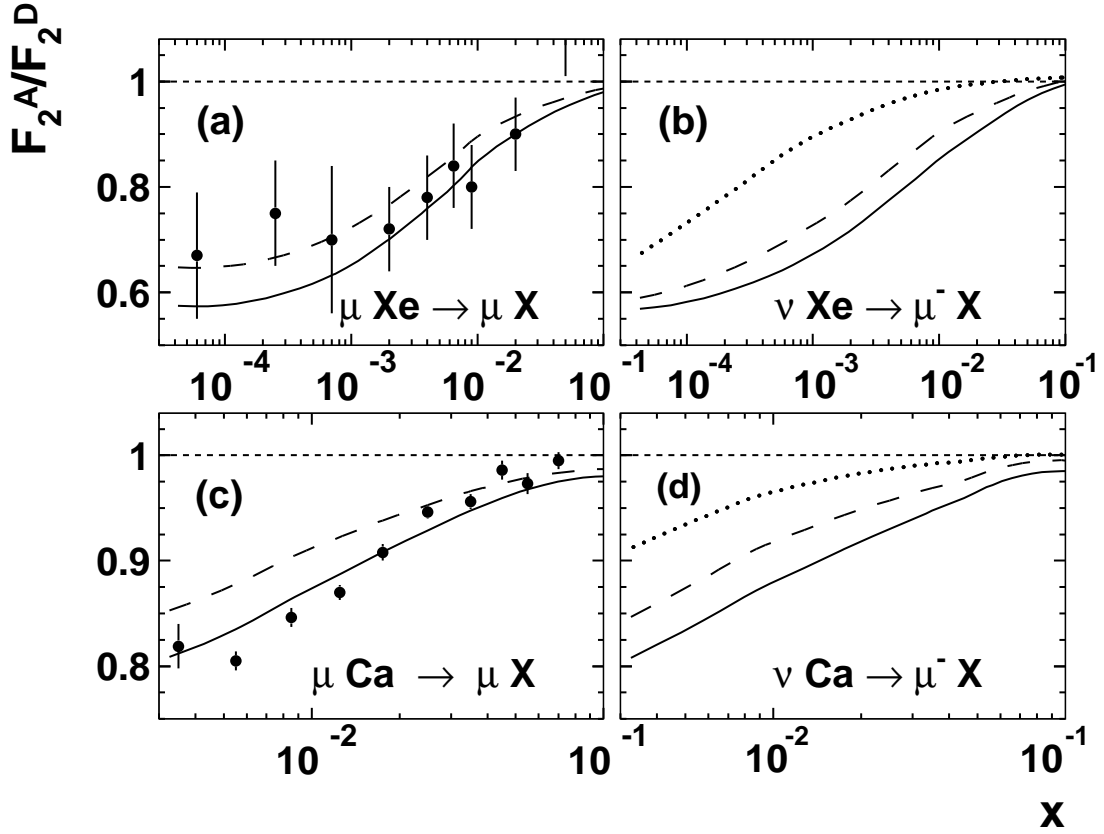 F₂ᴬ/F₂ᴰ
1
0.8
0.6
(a)
μ Xe → μ X
(b)
ν Xe → μ⁻ X
10⁻⁴ 10⁻³ 10⁻² 10⁻¹ 10⁻⁴ 10⁻³ 10⁻² 10⁻¹
1
0.9
0.8
(c)
μ Ca → μ X
(d)
ν Ca → μ⁻ X
10⁻² 10⁻¹ 10⁻² 10⁻¹
x